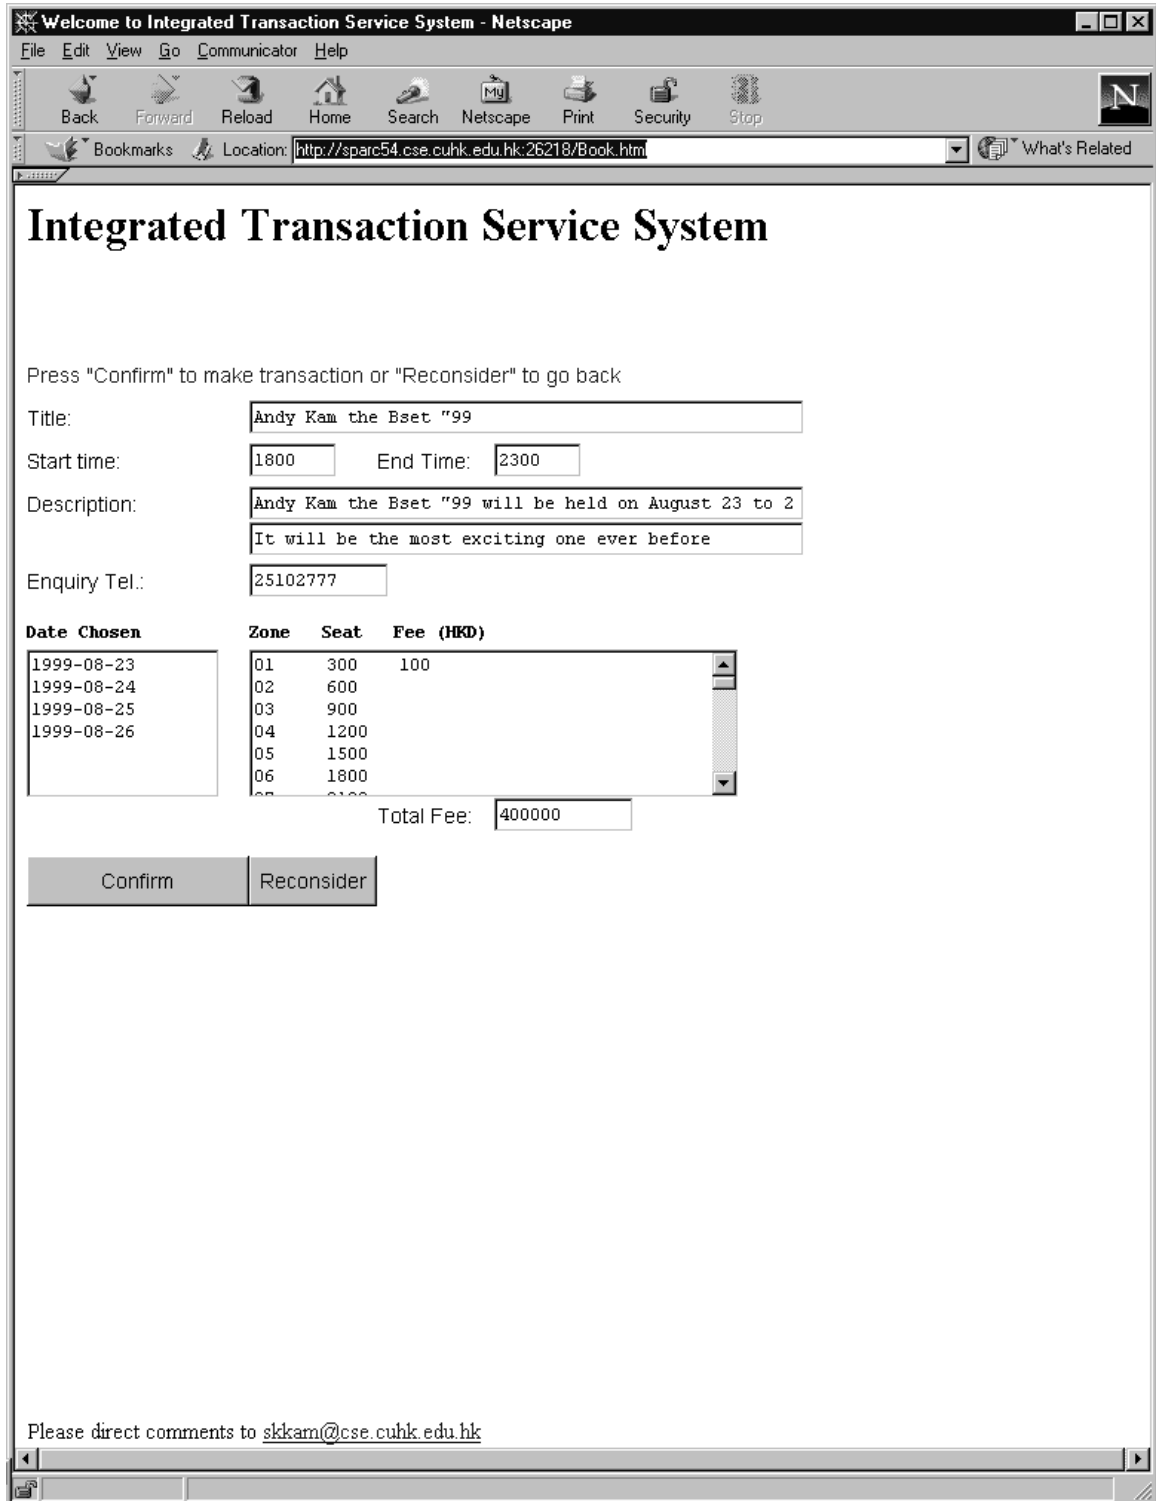 Welcome to Integrated Transaction Service System - Netscape
File Edit View Go Communicator Help
Back Forward Reload Home Search Netscape Print Security Stop
My
N
Bookmarks Location: http://sparc54.cse.cuhk.edu.hk:26218/Book.html What's Related
Integrated Transaction Service System
Press "Confirm" to make transaction or "Reconsider" to go back
Title: Andy Kam the Bset "99
Start time: 1800 End Time: 2300
Description: Andy Kam the Bset "99 will be held on August 23 to 2
It will be the most exciting one ever before
Enquiry Tel.: 25102777
Date Chosen Zone Seat Fee (HKD)
1999-08-23 01 300 100
1999-08-24 02 600
1999-08-25 03 900
1999-08-26 04 1200
05 1500
06 1800
Total Fee: 400000
Confirm Reconsider
Please direct comments to skkam@cse.cuhk.edu.hk